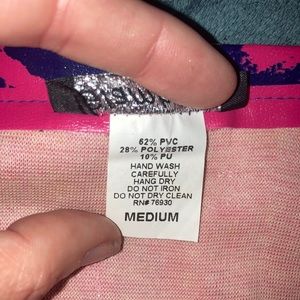 62% PVC
28% POLYESTER
10% PU
HAND WASH
CAREFULLY
HANG DRY
DO NOT IRON
DO NOT DRY CLEAN
RN# 76930
MEDIUM